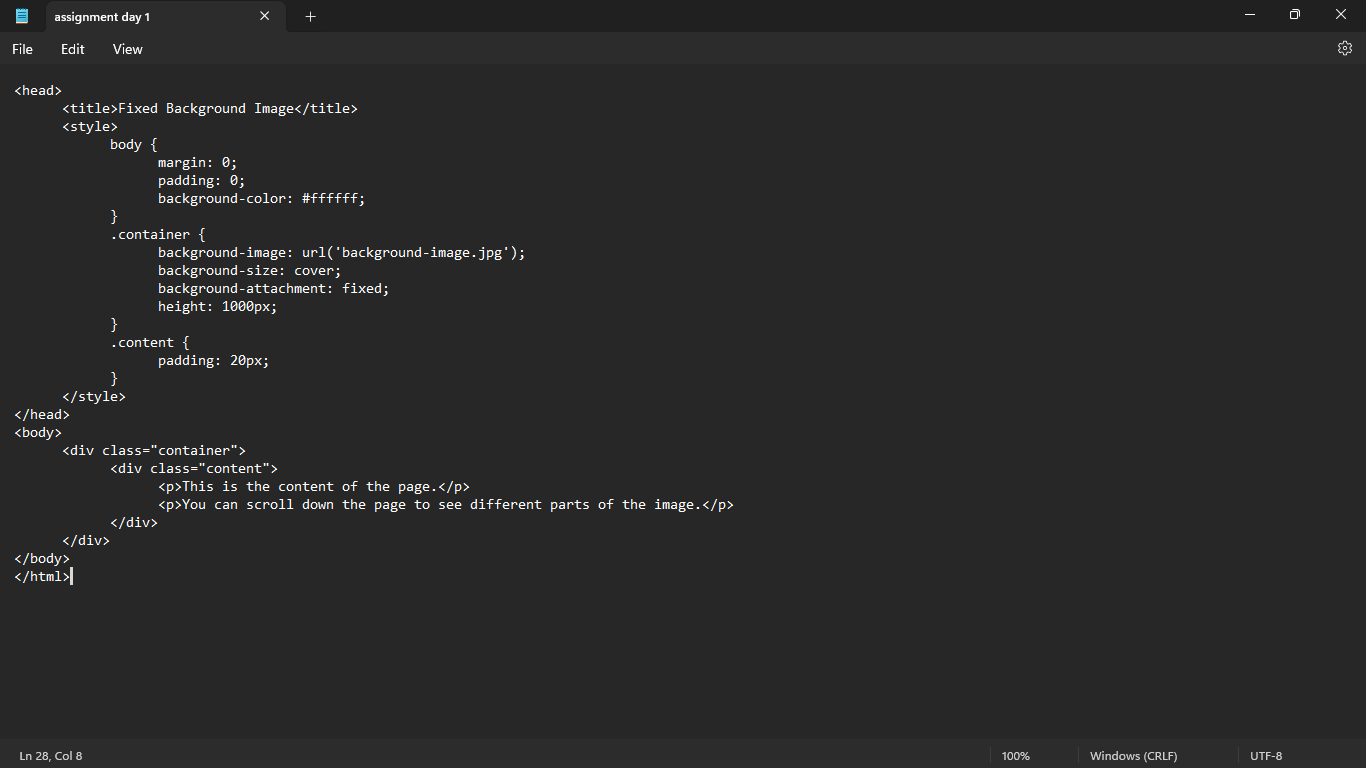 assignment day 1
File Edit View
<head>
<title>Fixed Background Image</title>
<style>
body {
margin: 0;
padding: 0;
background-color: #ffffff;
}
.container {
background-image: url('background-image.jpg');
background-size: cover;
background-attachment: fixed;
height: 1000px;
}
.content {
padding: 20px;
}
</style>
</head>
<body>
<div class="container">
<div class="content">
<p>This is the content of the page.</p>
<p>You can scroll down the page to see different parts of the image.</p>
</div>
</div>
</body>
</html>
Ln 28, Col 8 100% Windows (CRLF) UTF-8